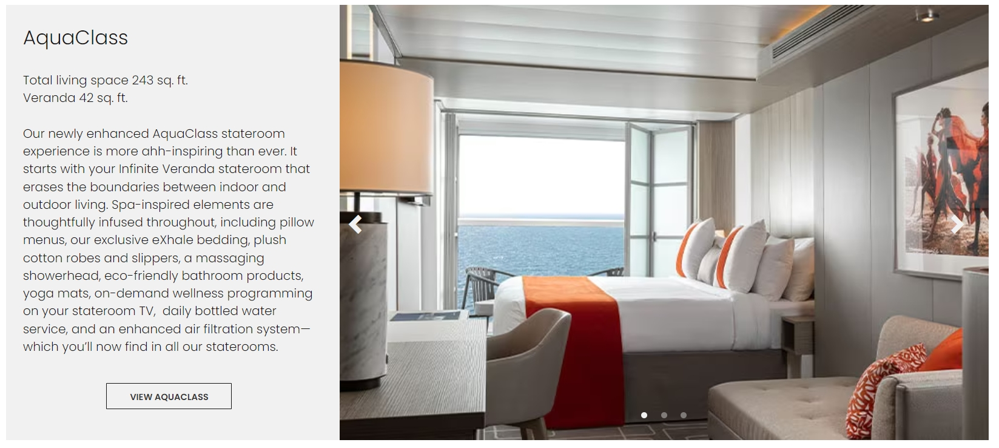 AquaClass
Total living space 243 sq. ft.
Veranda 42 sq. ft.
Our newly enhanced AquaClass stateroom
experience is more ahh-inspiring than ever. It
starts with your Infinite Veranda stateroom that
erases the boundaries between indoor and
outdoor living. Spa-inspired elements are
thoughtfully infused throughout, including pillow
menus, our exclusive eXhale bedding, plush
cotton robes and slippers, a massaging
showerhead, eco-friendly bathroom products,
yoga mats, on-demand wellness programming
on your stateroom TV,  daily bottled water
service, and an enhanced air filtration system—
which you’ll now find in all our staterooms.
VIEW AQUACLASS